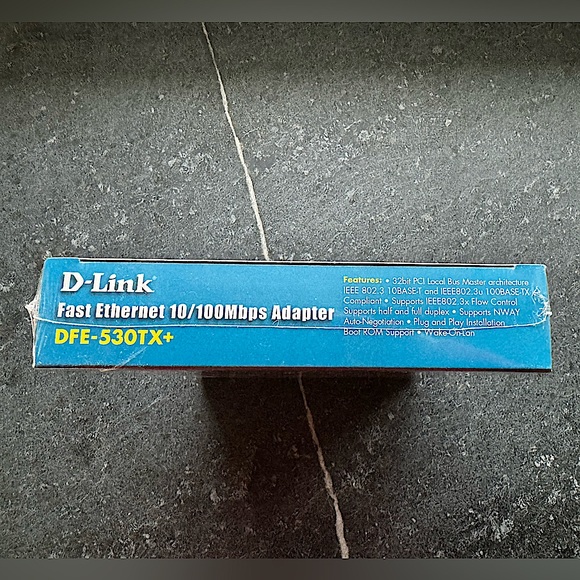 D-Link
Fast Ethernet 10/100Mbps Adapter
DFE-530TX+
Features: • 32bit PCI Local Bus Master architecture
IEEE 802.3 10BASE-T and IEEE802.3u 100BASE-TX
Compliant • Supports IEEE802.3x Flow Control
Supports half and full duplex • Supports NWAY
Auto-Negotiation • Plug and Play Installation
Boot ROM Support • Wake-On-Lan